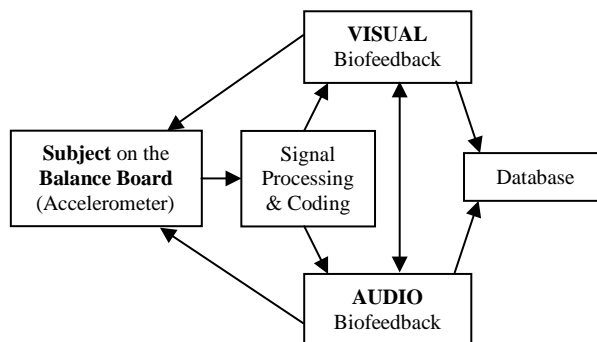 VISUAL
Biofeedback
Subject on the
Balance Board
(Accelerometer)
Signal
Processing
& Coding
Database
AUDIO
Biofeedback